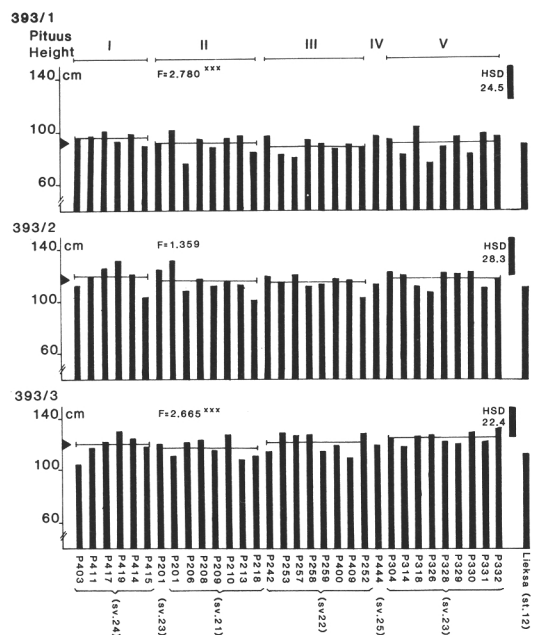 393/1
Pituus
Height
I II III IV V
140 cm
F=2.780 xxx
HSD
24.5
100
60
393/2
140 cm
F=1.359
HSD
28.3
100
60
393/3
140 cm
F=2.665 xxx
HSD
22.4
100
60
P403 P411 P417 P419 P414 P415 P201 P201 P206 P208 P209 P210 P213 P218 P242 P253 P257 P258 P259 P400 P409 P252 P444 P304 P314 P318 P326 P328 P329 P330 P331 P332 Lieksa (st.12)
(sv.24) (sv.23) (sv.21) (sv22) (sv.25) (sv.23)